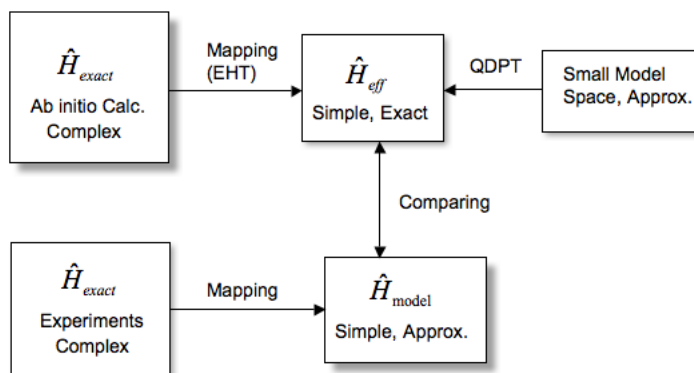 Ĥexact
Ab initio Calc.
Complex
Mapping
(EHT)
Ĥeff
Simple, Exact
QDPT
Small Model
Space, Approx.
Comparing
Ĥexact
Experiments
Complex
Mapping
Ĥmodel
Simple, Approx.